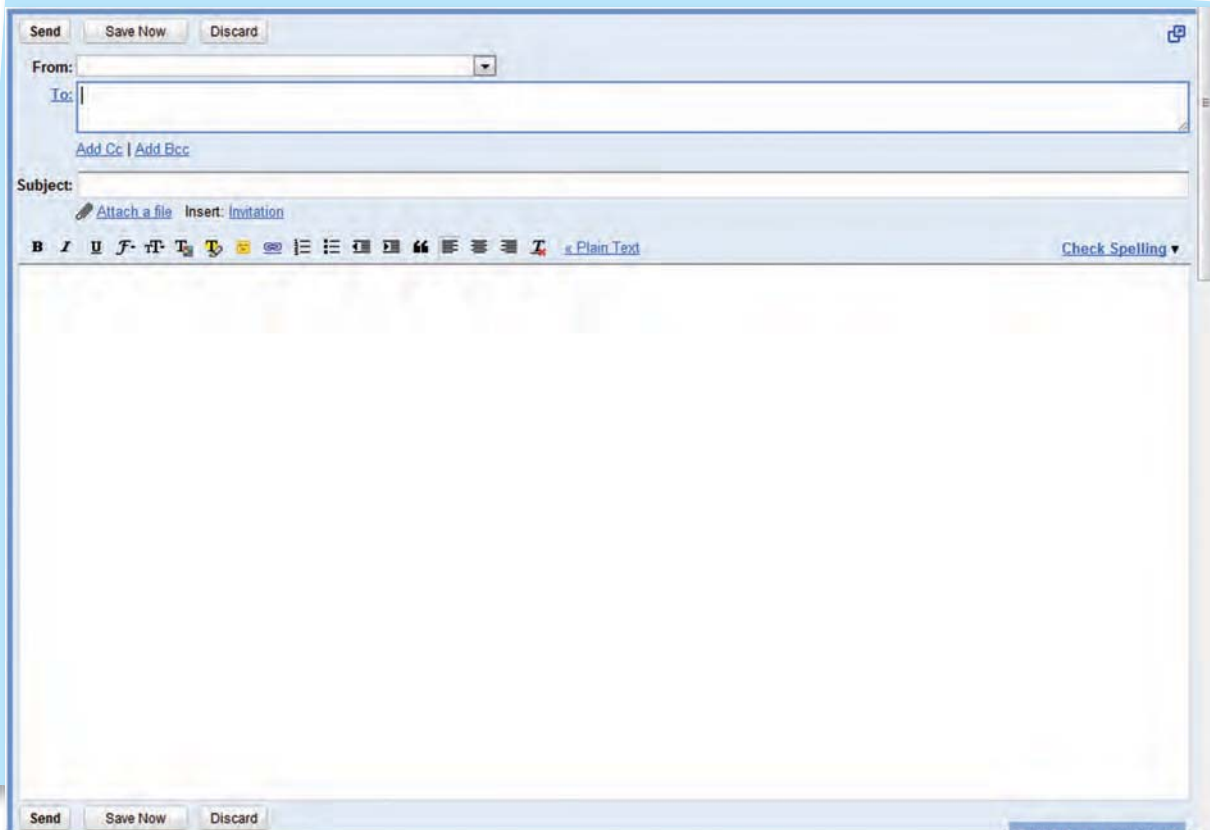 Send Save Now Discard
From:
To:
Add Cc | Add Bcc
Subject:
Attach a file Insert: Invitation
B I U F T T T T « Plain Text Check Spelling
Send Save Now Discard